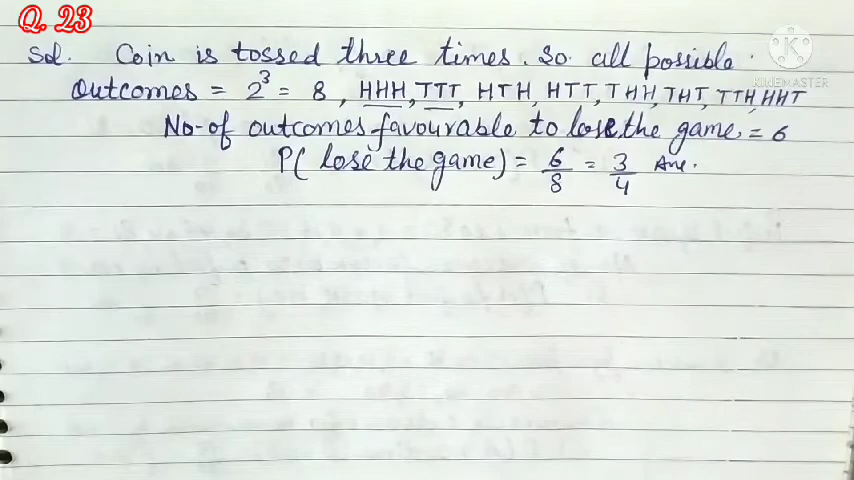 Q. 23
Sol. Coin is tossed three times. So all possible
KINEMASTER
Outcomes = 2³ = 8, HHH, TTT, HTH, HTT, THH, THT, TTH, HHT
No-of outcomes favourable to lose the game = 6
P( lose the game) = 6/8 = 3/4 Ans.